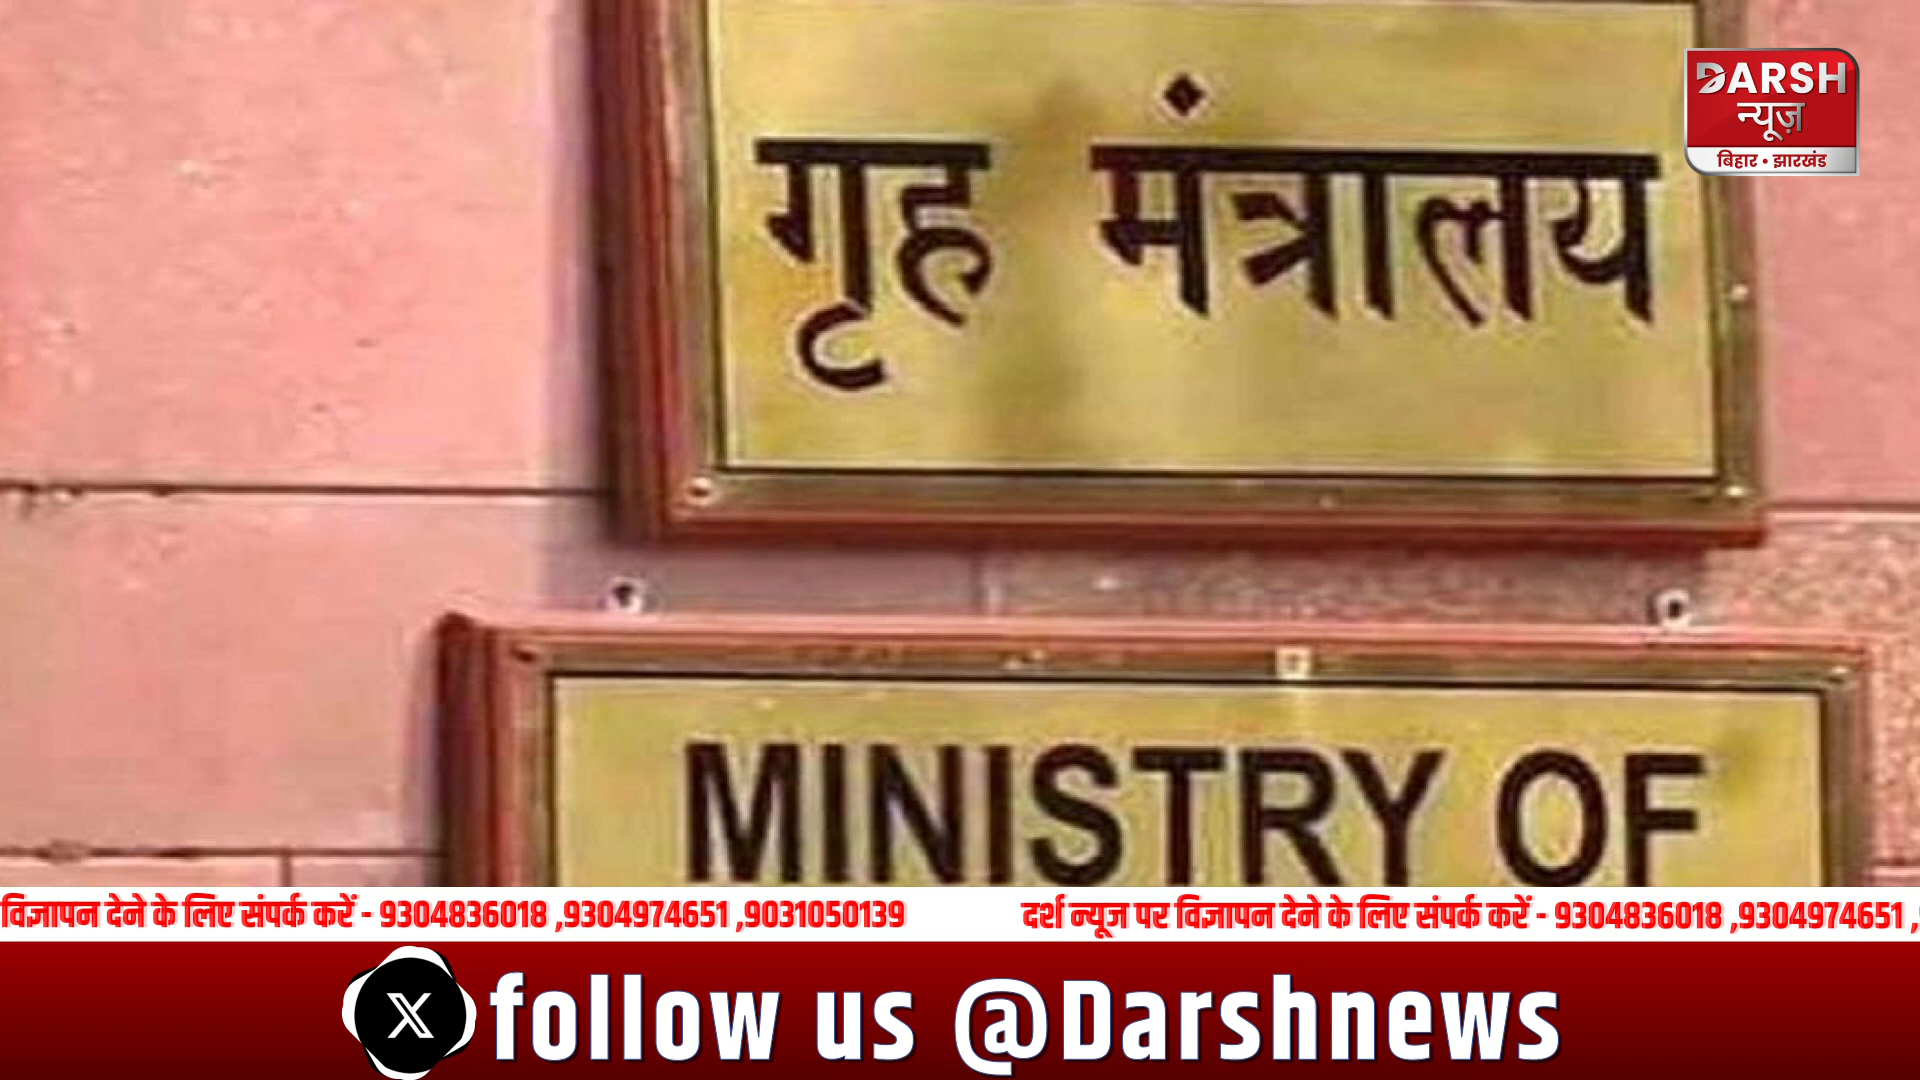 DARSH
न्यूज़
बिहार • झारखंड
गृह मंत्रालय
MINISTRY OF
विज्ञापन देने के लिए संपर्क करें - 9304836018 ,9304974651 ,9031050139 दर्श न्यूज पर विज्ञापन देने के लिए संपर्क करें - 9304836018 ,9304974651 ,
follow us @Darshnews